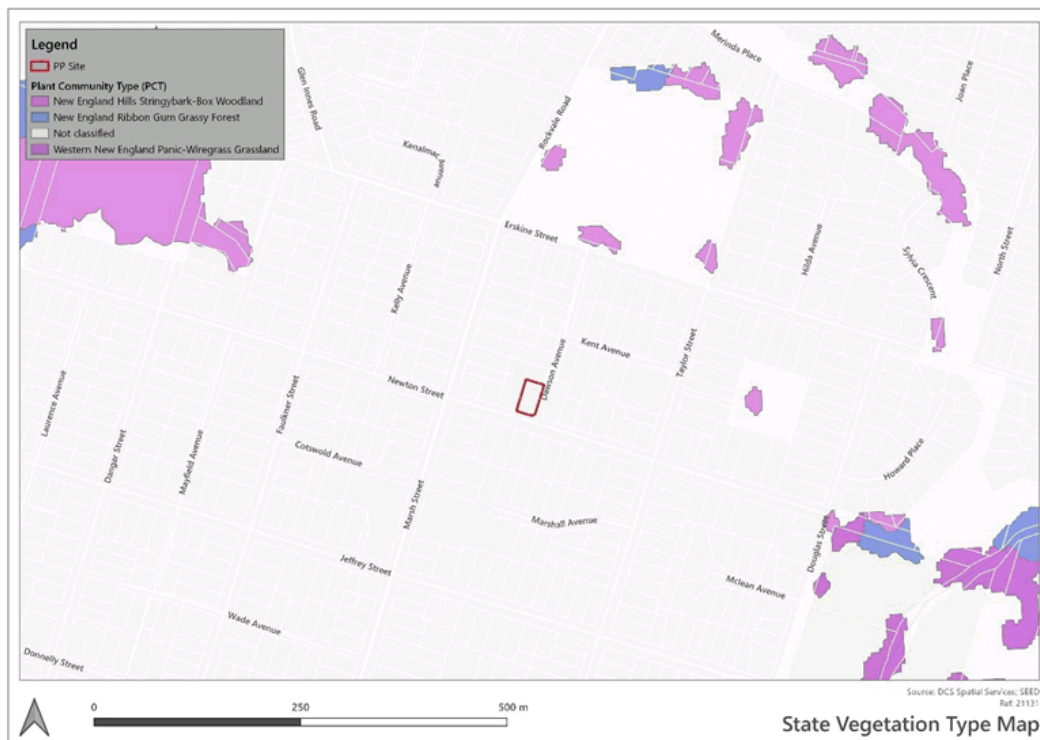 Legend
PP Site
Plant Community Type (PCT)
New England Hills Stringybark-Box Woodland
New England Ribbon Gum Grassy Forest
Not classified
Western New England Panic-Wiregrass Grassland
Glen Innes Road
Merinda Place
Joan Place
Rockvale Road
Kenalmac
Erskine Street
Hilda Avenue
North Street
Sylvia Crescent
Kelly Avenue
Kent Avenue
Dawson Avenue
Taylor Street
Newton Street
Laurence Avenue
Faulkner Street
Dangar Street
Mayfield Avenue
Cotswold Avenue
Howard Place
Marsh Street
Marshall Avenue
Douglas Street
Jeffrey Street
Mclean Avenue
Wade Avenue
Donnelly Street
0
250
500 m
Source: DCS Spatial Services; SEED
Ref: 21131
State Vegetation Type Map